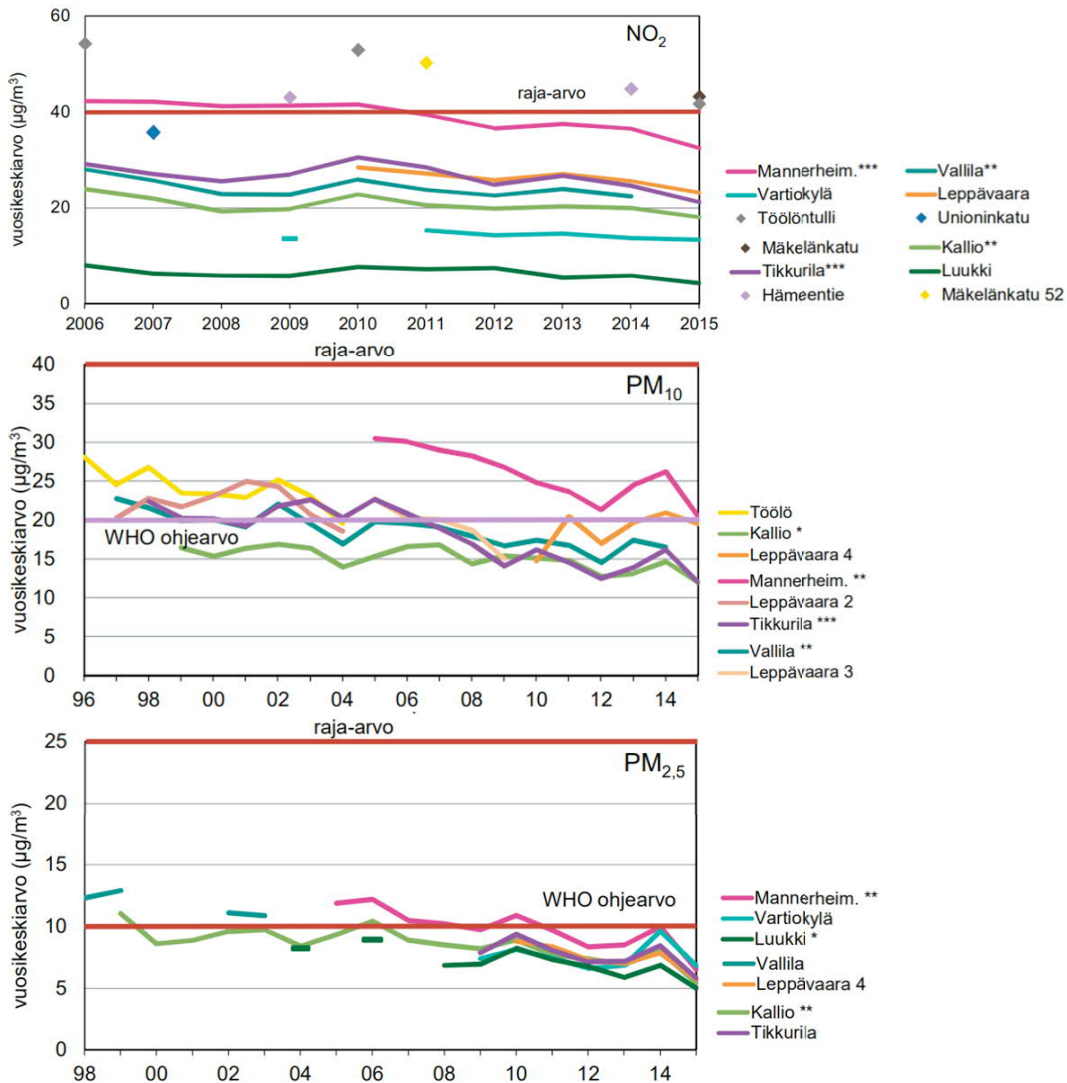 NO2
vuosikeskiarvo (µg/m³)
60
40
20
0
raja-arvo
2006 2007 2008 2009 2010 2011 2012 2013 2014 2015
Mannerheim.*** Vallila**
Vartiokylä Leppävaara
Töölöntulli Unioninkatu
Mäkelänkatu Kallio**
Tikkurila*** Luukki
Hämeentie Mäkelänkatu 52
raja-arvo
PM10
vuosikeskiarvo (µg/m³)
40
35
30
25
20
15
10
5
0
WHO ohjearvo
96 98 00 02 04 06 08 10 12 14
Töölö
Kallio *
Leppävaara 4
Mannerheim. **
Leppävaara 2
Tikkurila ***
Vallila **
Leppävaara 3
raja-arvo
PM2,5
vuosikeskiarvo (µg/m³)
25
20
15
10
5
0
WHO ohjearvo
98 00 02 04 06 08 10 12 14
Mannerheim. **
Vartiokylä
Luukki *
Vallila
Leppävaara 4
Kallio **
Tikkurila